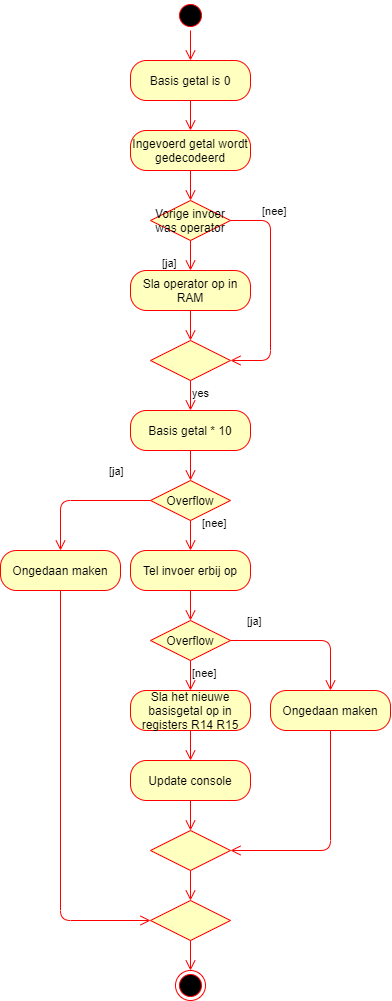 Basis getal is 0
Ingevoerd getal wordt
gedecodeerd
Vorige invoer
was operator
[nee]
[ja]
Sla operator op in
RAM
yes
Basis getal * 10
[ja]
Overflow
[nee]
Ongedaan maken
Tel invoer erbij op
[ja]
Overflow
[nee]
Sla het nieuwe
basisgetal op in
registers R14 R15
Ongedaan maken
Update console